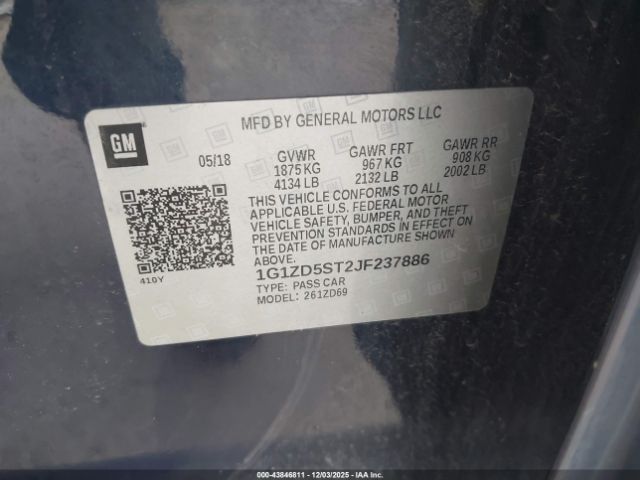 GM
MFD BY GENERAL MOTORS LLC
05/18
GVWR
1875 KG
4134 LB
GAWR FRT
967 KG
2132 LB
GAWR RR
908 KG
2002 LB
THIS VEHICLE CONFORMS TO ALL
APPLICABLE U.S. FEDERAL MOTOR
VEHICLE SAFETY, BUMPER, AND THEFT
PREVENTION STANDARDS IN EFFECT ON
THE DATE OF MANUFACTURE SHOWN
ABOVE.
410Y
1G1ZD5ST2JF237886
TYPE: PASS CAR
MODEL: 261ZD69
00-43846811 - 12/03/2025 - IAAI.COM